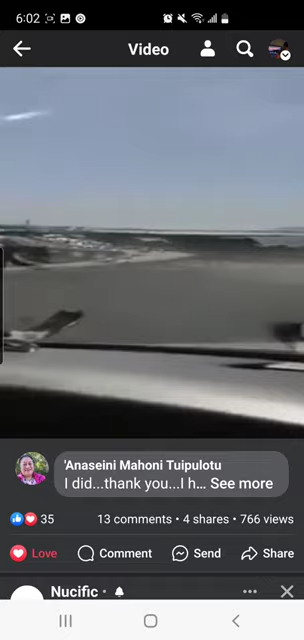 6:02
Video
'Anaseini Mahoni Tuipulotu
I did...thank you...I h... See more
35
13 comments • 4 shares • 766 views
Love
Comment
Send
Share
Nucific •